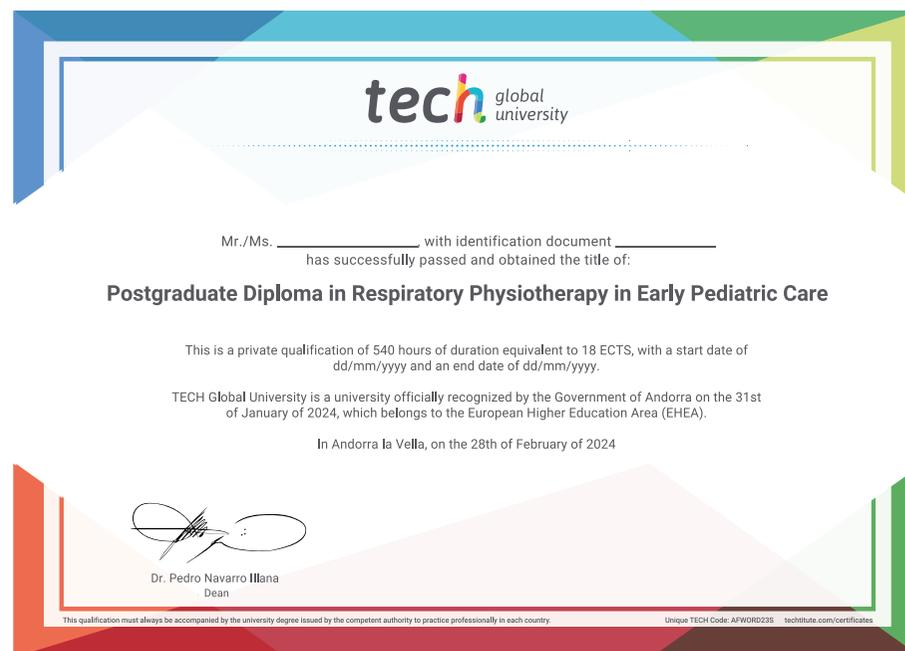 tech global
university
Mr./Ms. ____________, with identification document ____________
has successfully passed and obtained the title of:
Postgraduate Diploma in Respiratory Physiotherapy in Early Pediatric Care
This is a private qualification of 540 hours of duration equivalent to 18 ECTS, with a start date of
dd/mm/yyyy and an end date of dd/mm/yyyy.
TECH Global University is a university officially recognized by the Government of Andorra on the 31st
of January of 2024, which belongs to the European Higher Education Area (EHEA).
In Andorra la Vella, on the 28th of February of 2024
Dr. Pedro Navarro Illana
Dean
This qualification must always be accompanied by the university degree issued by the competent authority to practice professionally in each country.
Unique TECH Code: AFWORD23S techtitute.com/certificates